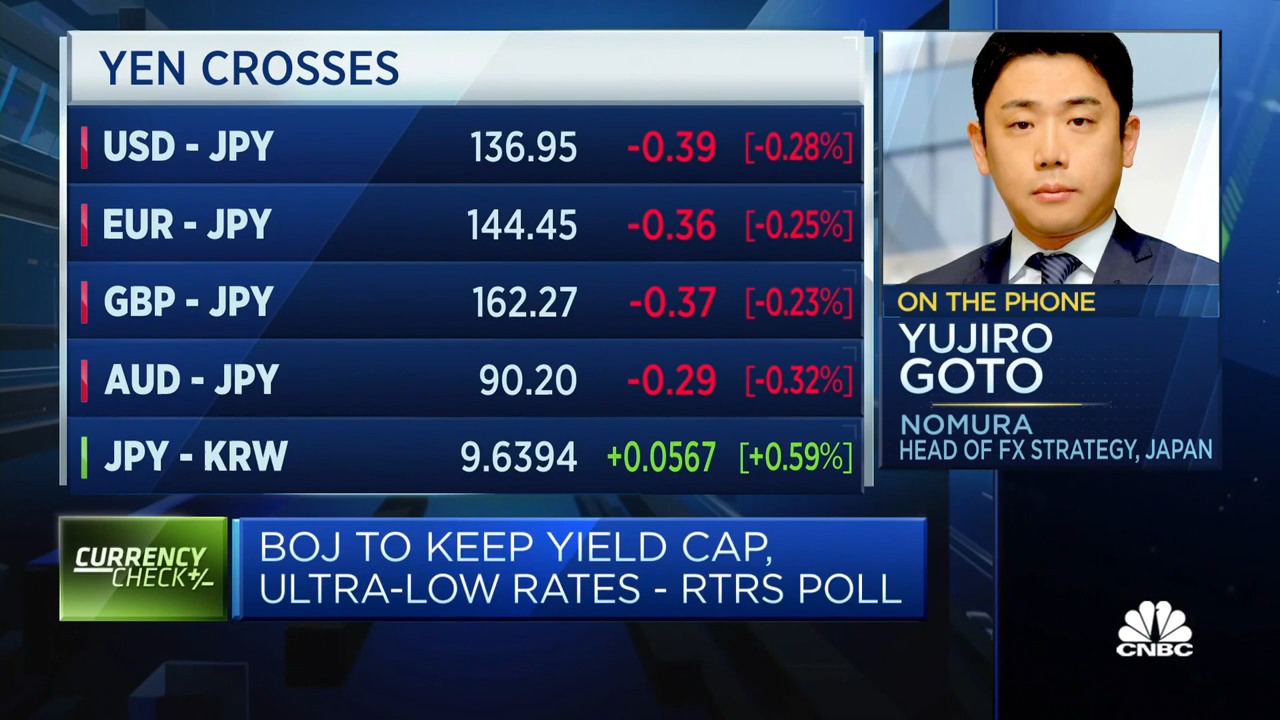 YEN CROSSES
USD - JPY 136.95 -0.39 [-0.28%]
EUR - JPY 144.45 -0.36 [-0.25%]
GBP - JPY 162.27 -0.37 [-0.23%]
AUD - JPY 90.20 -0.29 [-0.32%]
JPY - KRW 9.6394 +0.0567 [+0.59%]
ON THE PHONE
YUJIRO
GOTO
NOMURA
HEAD OF FX STRATEGY, JAPAN
CURRENCY
CHECK+/-
BOJ TO KEEP YIELD CAP,
ULTRA-LOW RATES - RTRS POLL
CNBC